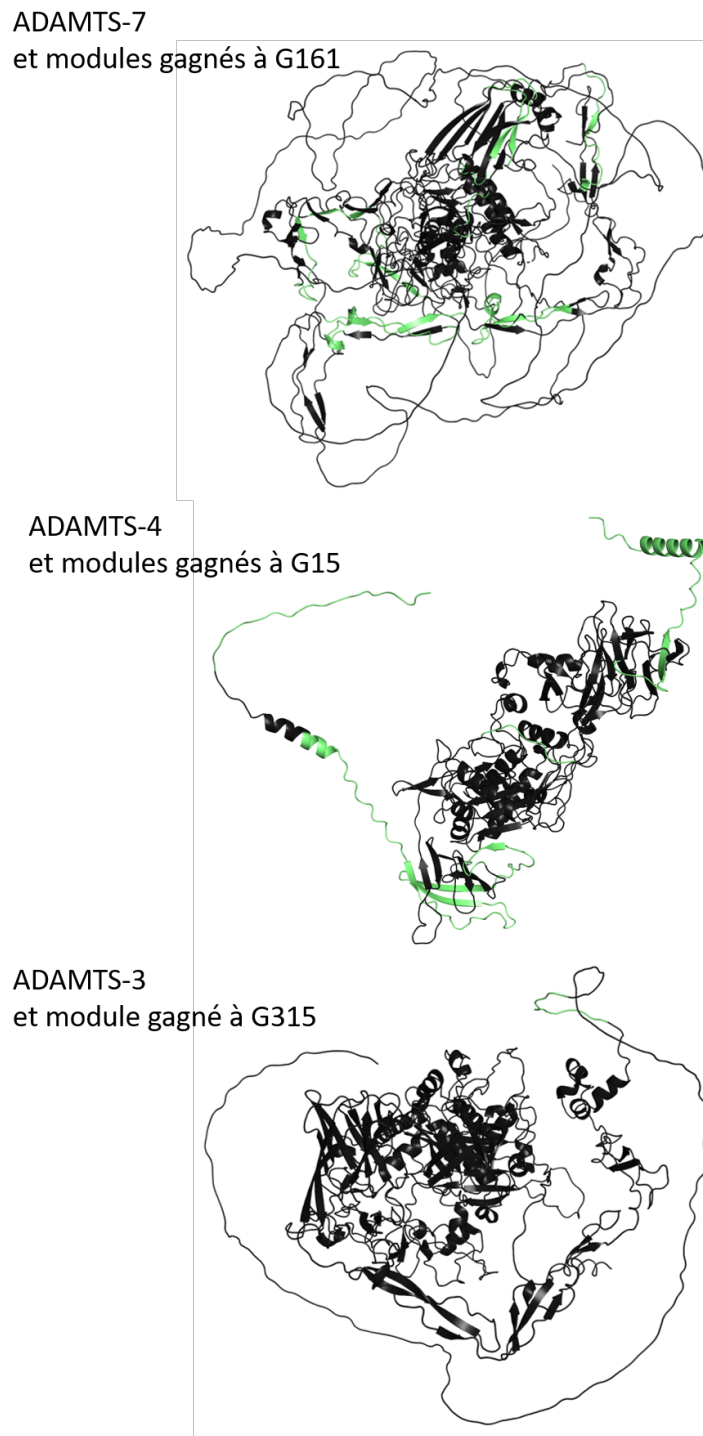 ADAMTS-7
et modules gagnés à G161
ADAMTS-4
et modules gagnés à G15
ADAMTS-3
et module gagné à G315